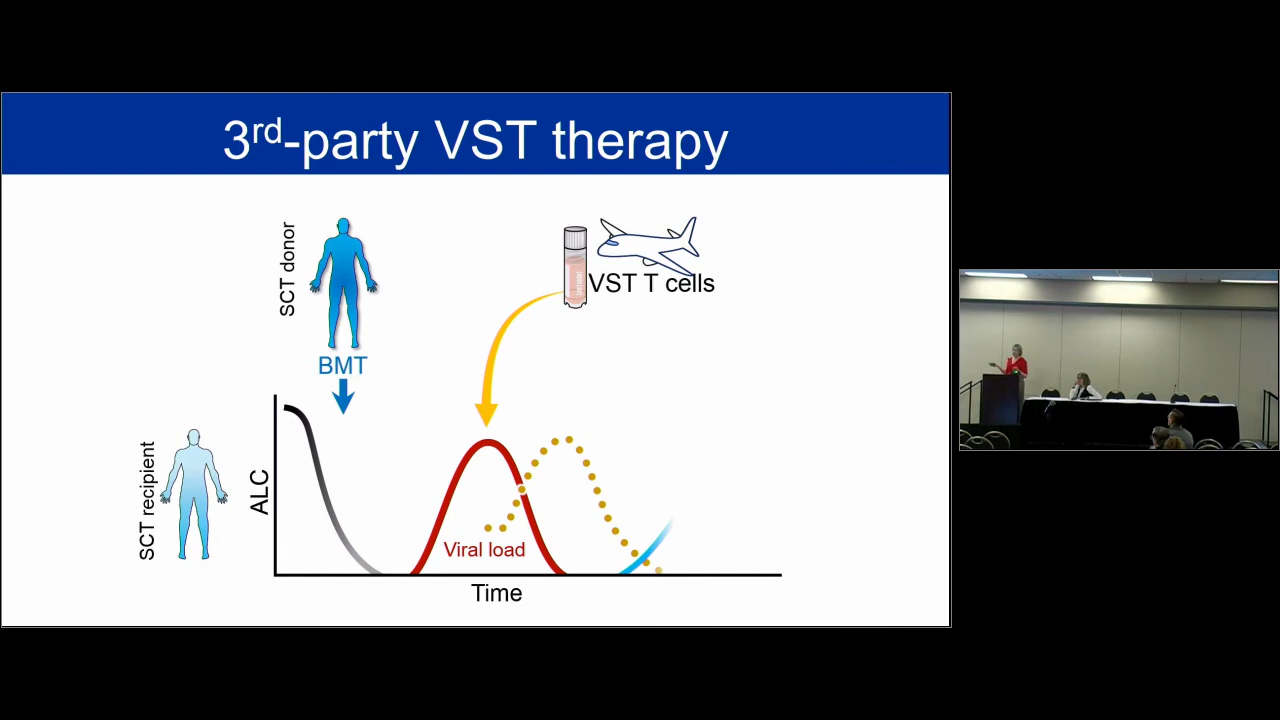 3rd-party VST therapy
SCT donor
VST T cells
BMT
SCT recipient
ALC
Viral load
Time